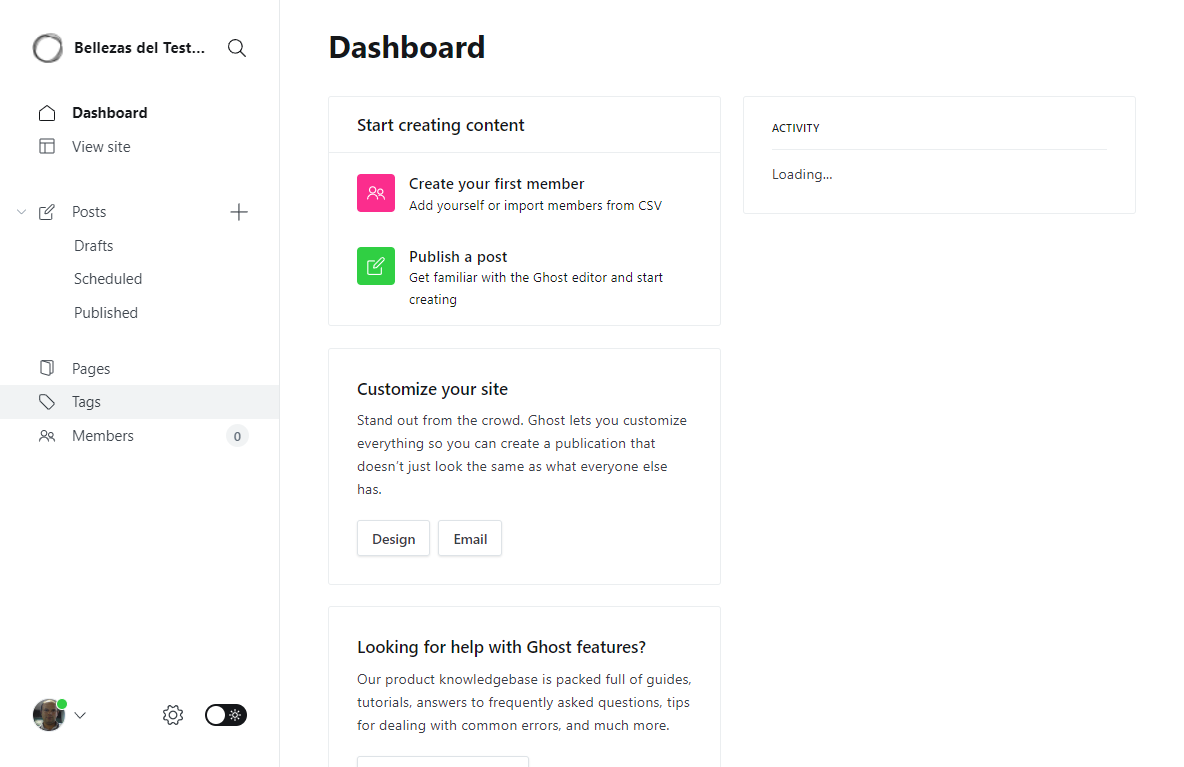 Bellezas del Test...
Dashboard
View site
Posts
Drafts
Scheduled
Published
Pages
Tags
Members
0
Dashboard
Start creating content
Create your first member
Add yourself or import members from CSV
Publish a post
Get familiar with the Ghost editor and start
creating
Customize your site
Stand out from the crowd. Ghost lets you customize
everything so you can create a publication that
doesn't just look the same as what everyone else
has.
Design
Email
Looking for help with Ghost features?
Our product knowledgebase is packed full of guides,
tutorials, answers to frequently asked questions, tips
for dealing with common errors, and much more.
ACTIVITY
Loading...